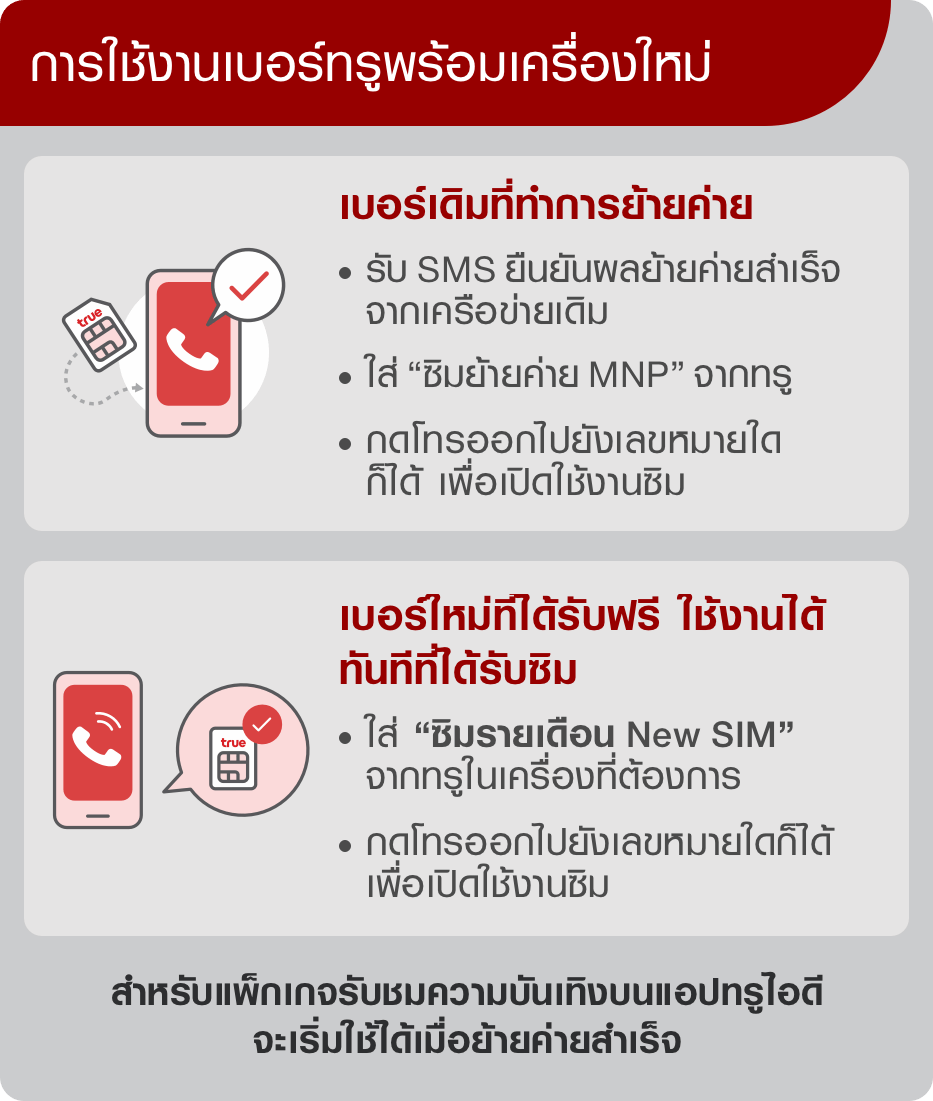 การใช้งานเบอร์ทรูพร้อมเครื่องใหม่
เบอร์เดิมที่ทำการย้ายค่าย
• รับ SMS ยืนยันผลย้ายค่ายสำเร็จ
จากเครือข่ายเดิม
true
• ใส่ “ซิมย้ายค่าย MNP” จากทรู
• กดโทรออกไปยังเลขหมายใด
ก็ได้ เพื่อเปิดใช้งานซิม
เบอร์ใหม่ที่ได้รับฟรี ใช้งานได้
ทันทีที่ได้รับซิม
• ใส่ “ซิมรายเดือน New SIM”
true
จากทรูในเครื่องที่ต้องการ
• กดโทรออกไปยังเลขหมายใดก็ได้
เพื่อเปิดใช้งานซิม
สำหรับแพ็กเกจรับชมความบันเทิงบนแอปทรูไอดี
จะเริ่มใช้ได้เมื่อย้ายค่ายสำเร็จ